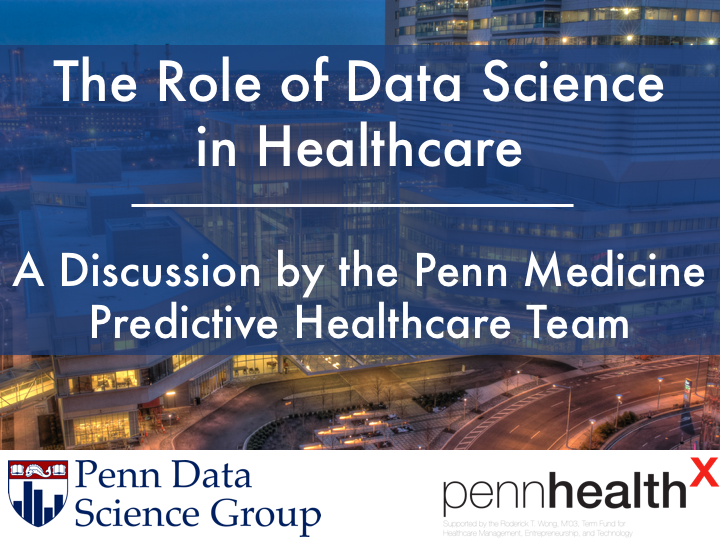 The Role of Data Science
in Healthcare
A Discussion by the Penn Medicine
Predictive Healthcare Team
Penn Data
Science Group
pennhealthX
Supported by the Roderick T. Wong, M'03, Term Fund for
Healthcare Management, Entrepreneurship, and Technology